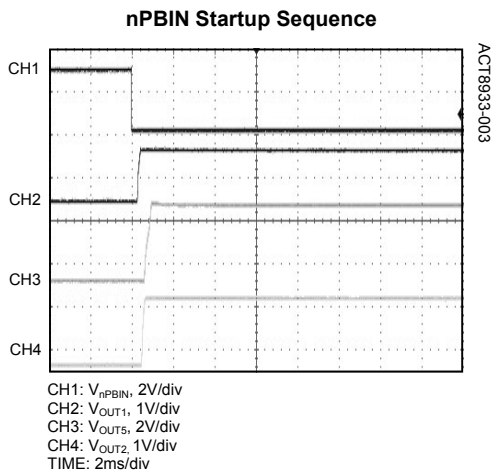 nPBIN Startup Sequence
CH1
CH2
CH3
CH4
ACT8933-003
CH1: VnPBIN, 2V/div
CH2: VOUT1, 1V/div
CH3: VOUT5, 2V/div
CH4: VOUT2, 1V/div
TIME: 2ms/div